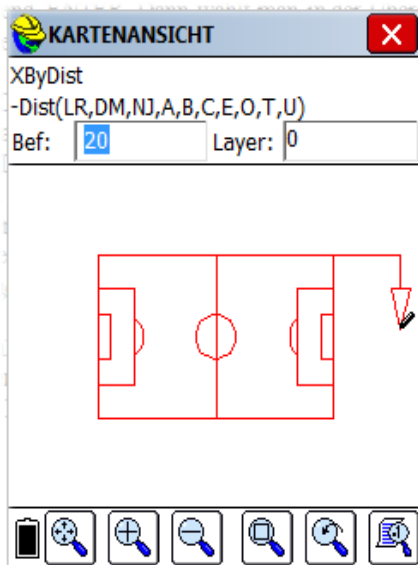 KARTENANSICHT
XByDist
-Dist(LR,DM,NJ,A,B,C,E,O,T,U)
Bef: 20 Layer: 0